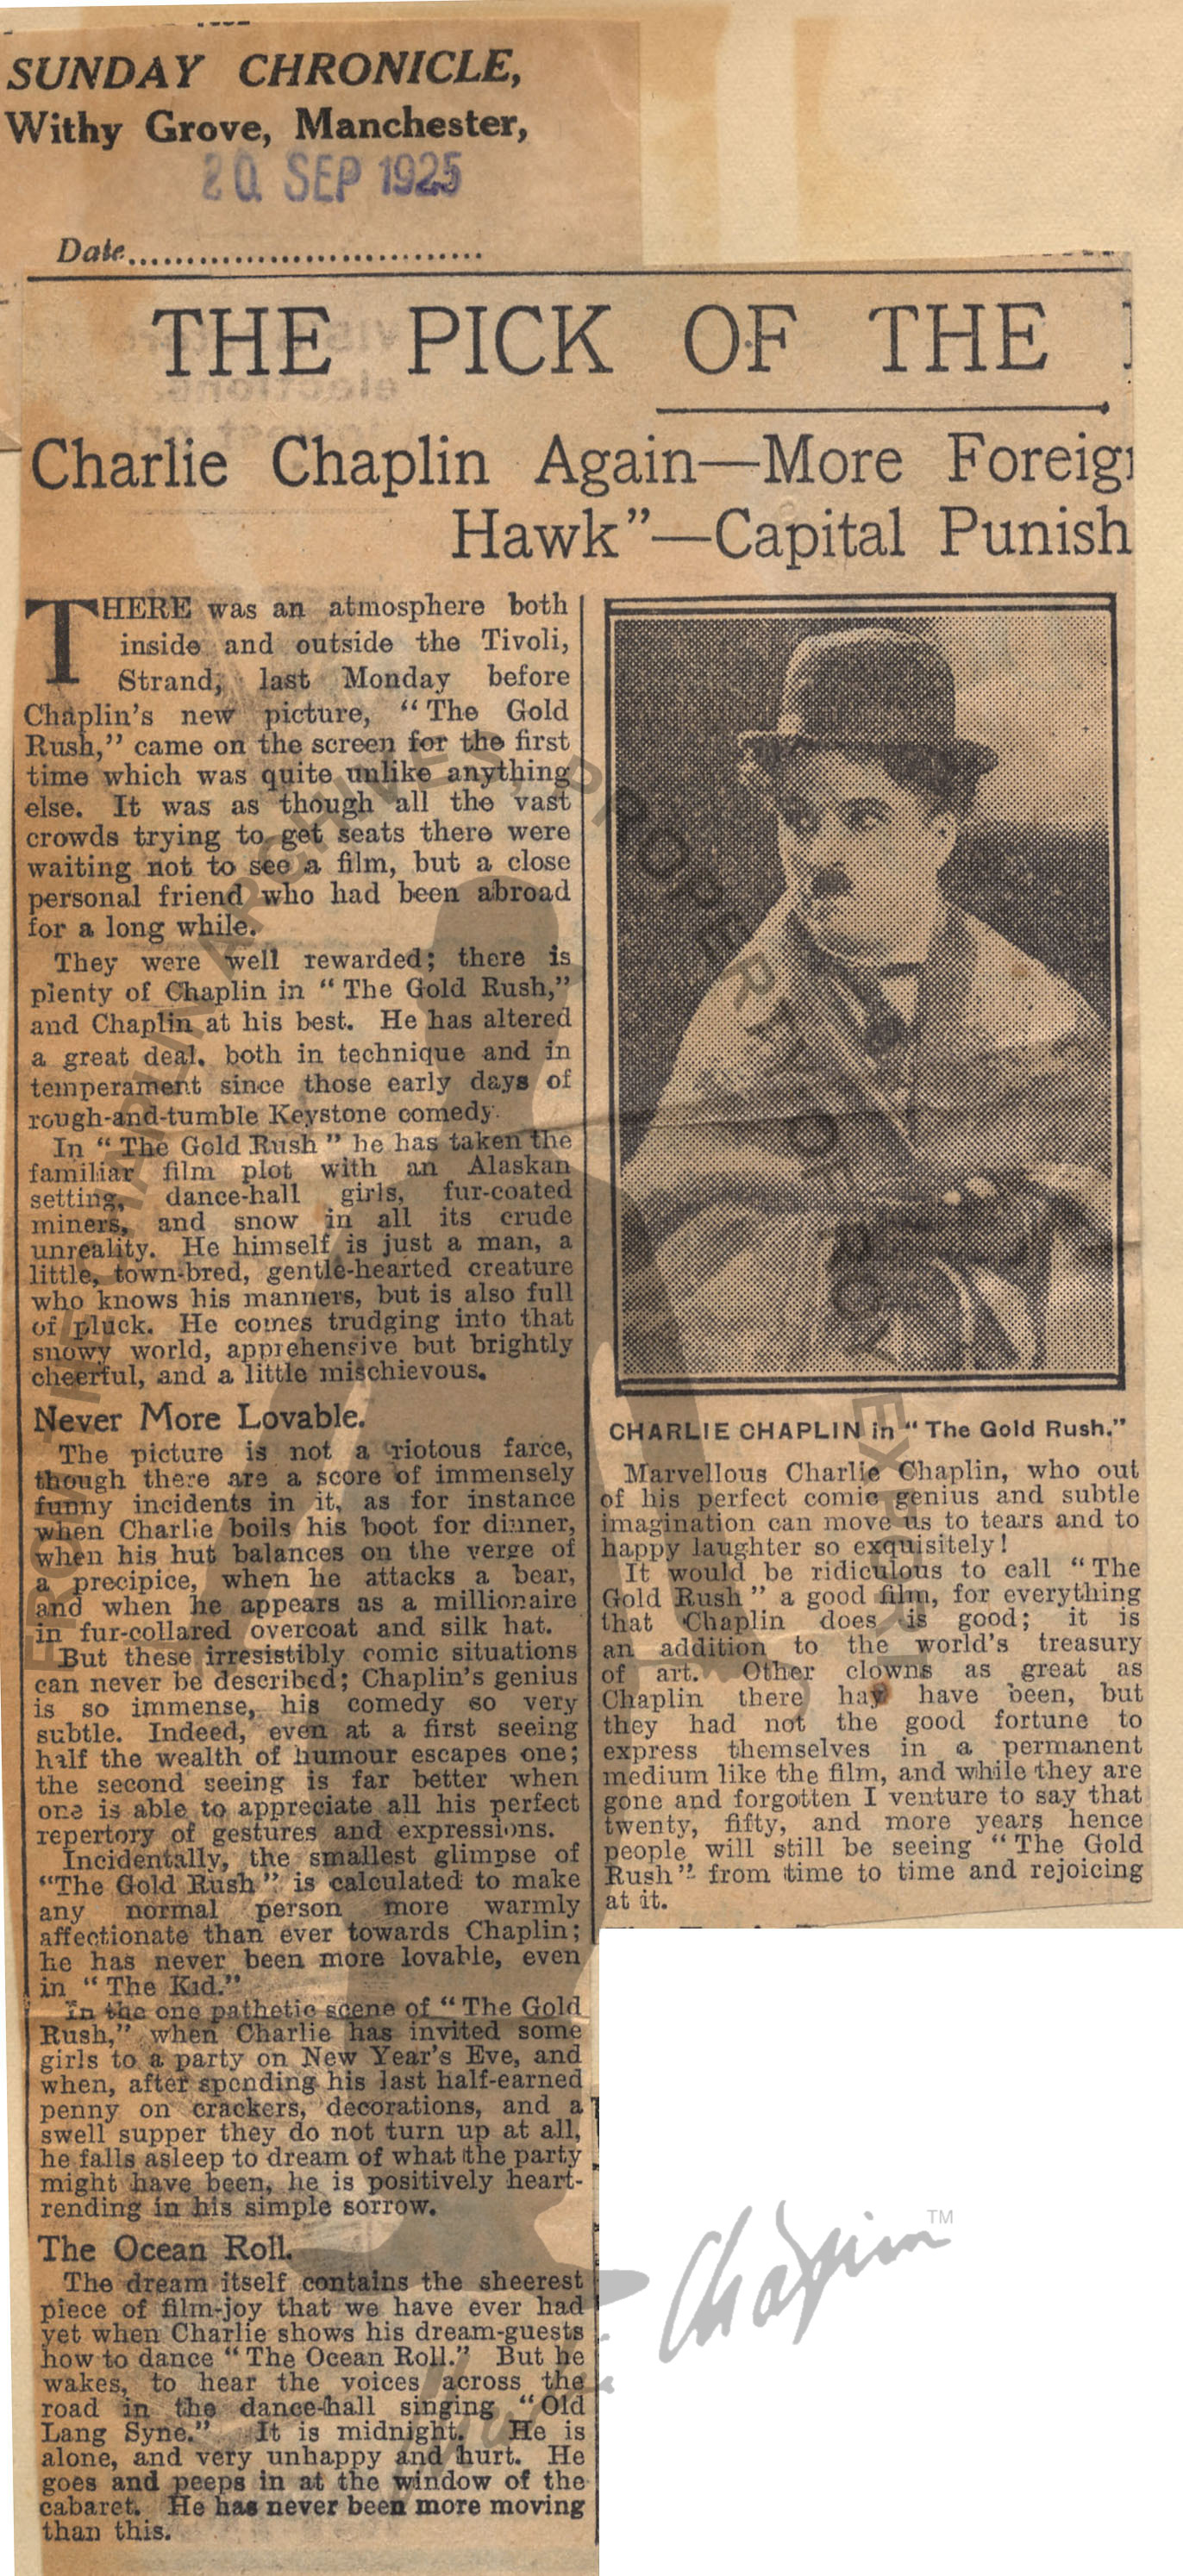 SUNDAY CHRONICLE,
Withy Grove, Manchester,
20 SEP 1925
Date
THE PICK OF THE
Charlie Chaplin Again—More Foreign
Hawk"—Capital Punish
THERE was an atmosphere both
inside and outside the Tivoli,
Strand, last Monday before
Chaplin's new picture, "The Gold
Rush," came on the screen for the first
time which was quite unlike anything
else. It was as though all the vast
crowds trying to get seats there were
waiting not to see a film, but a close
personal friend who had been abroad
for a long while.
They were well rewarded; there is
plenty of Chaplin in "The Gold Rush,"
and Chaplin at his best. He has altered
a great deal, both in technique and in
temperament since those early days of
rough-and-tumble Keystone comedy.
In "The Gold Rush" he has taken the
familiar film plot with an Alaskan
setting, dance-hall girls, fur-coated
miners, and snow in all its crude
unreality. He himself is just a man, a
little, town-bred, gentle-hearted creature
who knows his manners, but is also full
of pluck. He comes trudging into that
snowy world, apprehensive but brightly
cheerful, and a little mischievous.
Never More Lovable.
The picture is not a riotous farce,
though there are a score of immensely
funny incidents in it, as for instance
when Charlie boils his boot for dinner,
when his hut balances on the verge of
a precipice, when he attacks a bear,
and when he appears as a millionaire
in fur-collared overcoat and silk hat.
But these irresistibly comic situations
can never be described; Chaplin's genius
is so immense, his comedy so very
subtle. Indeed, even at a first seeing
half the wealth of humour escapes one;
the second seeing is far better when
one is able to appreciate all his perfect
repertory of gestures and expressions.
Incidentally, the smallest glimpse of
"The Gold Rush" is calculated to make
any normal person more warmly
affectionate than ever towards Chaplin;
he has never been more lovable, even
in "The Kid."
In the one pathetic scene of "The Gold
Rush," when Charlie has invited some
girls to a party on New Year's Eve, and
when, after spending his last half-earned
penny on crackers, decorations, and a
swell supper they do not turn up at all,
he falls asleep to dream of what the party
might have been, he is positively heart-
rending in his simple sorrow.
The Ocean Roll.
The dream itself contains the sheerest
piece of film-joy that we have ever had
yet when Charlie shows his dream-guests
how to dance "The Ocean Roll." But he
wakes, to hear the voices across the
road in the dance-hall singing "Old
Lang Syne." It is midnight. He is
alone, and very unhappy and hurt. He
goes and peeps in at the window of the
cabaret. He has never been more moving
than this.
CHARLIE CHAPLIN in "The Gold Rush."
Marvellous Charlie Chaplin, who out
of his perfect comic genius and subtle
imagination can move us to tears and to
happy laughter so exquisitely!
It would be ridiculous to call "The
Gold Rush" a good film, for everything
that Chaplin does is good; it is
an addition to the world's treasury
of art. Other clowns as great as
Chaplin there hay have been, but
they had not the good fortune to
express themselves in a permanent
medium like the film, and while they are
gone and forgotten I venture to say that
twenty, fifty, and more years hence
people will still be seeing "The Gold
Rush" from time to time and rejoicing
at it.
FROM THE CHAPLIN ARCHIVES, PROPERTY OF ROY EXPORT
Chaplin TM